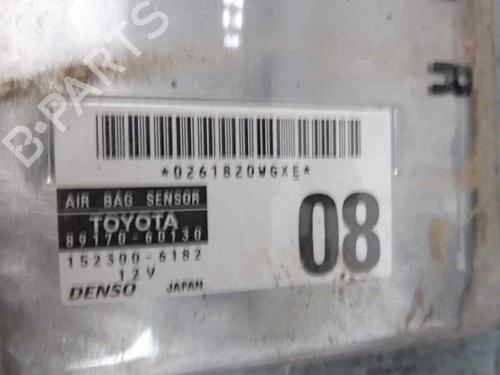 B-PARTS
R
*0261820WGXE*
AIR BAG SENSOR
TOYOTA
89170-60130
152300-6182
12V
DENSO JAPAN
08